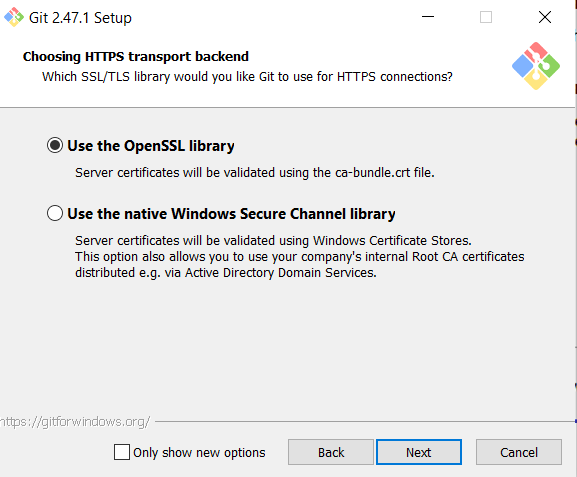 Git 2.47.1 Setup
Choosing HTTPS transport backend
Which SSL/TLS library would you like Git to use for HTTPS connections?
Use the OpenSSL library
Server certificates will be validated using the ca-bundle.crt file.
Use the native Windows Secure Channel library
Server certificates will be validated using Windows Certificate Stores.
This option also allows you to use your company's internal Root CA certificates
distributed e.g. via Active Directory Domain Services.
https://gitforwindows.org/
Only show new options
Back
Next
Cancel